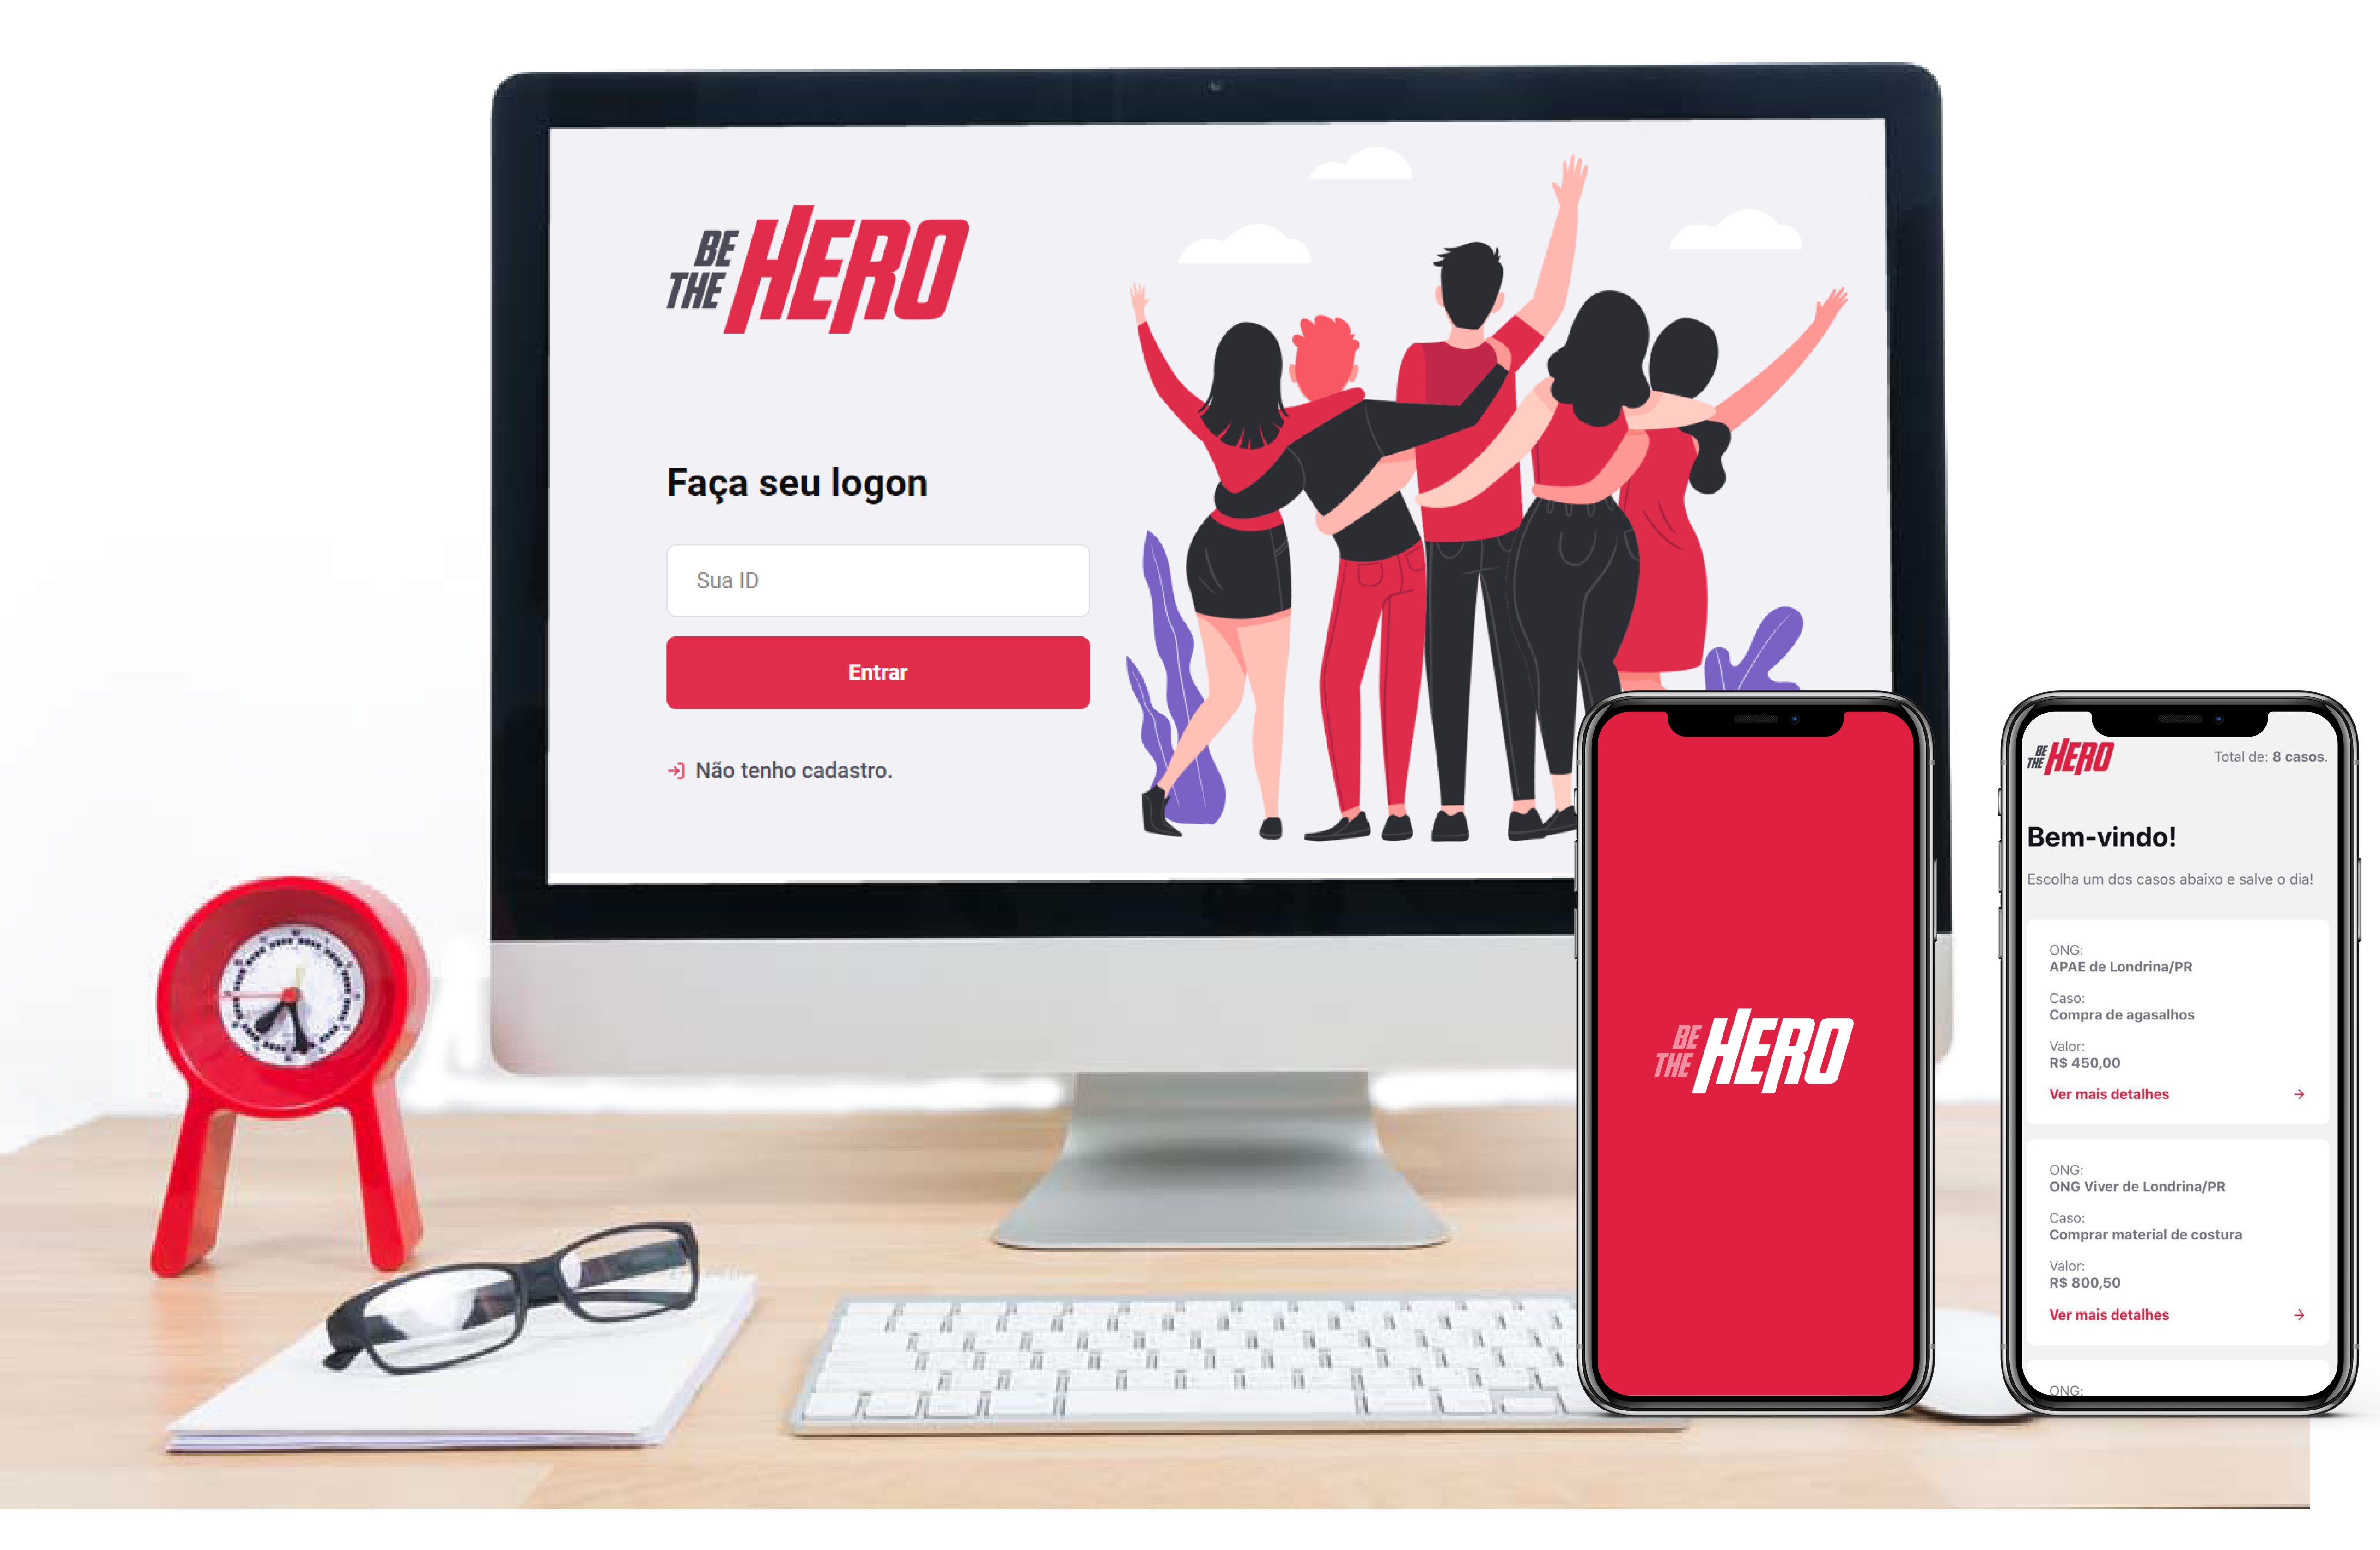 BE
THE HERO
Faça seu logon
Sua ID
Entrar
Não tenho cadastro.
BE
THE HERO
BE
THE HERO
Total de: 8 casos.
Bem-vindo!
Escolha um dos casos abaixo e salve o dia!
ONG:
APAE de Londrina/PR
Caso:
Compra de agasalhos
Valor:
R$ 450,00
Ver mais detalhes
ONG:
ONG Viver de Londrina/PR
Caso:
Comprar material de costura
Valor:
R$ 800,50
Ver mais detalhes
ONG: